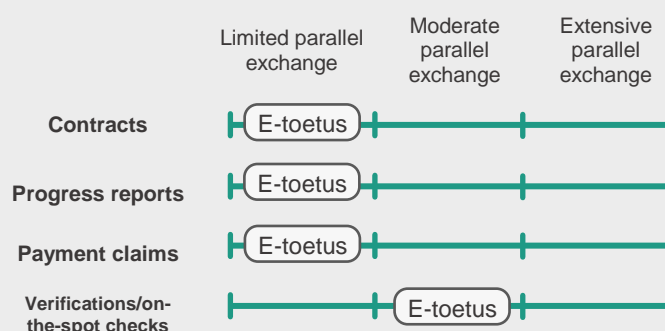 Limited parallel
exchange
Moderate
parallel
exchange
Extensive
parallel
exchange
Contracts
E-toetus
Progress reports
E-toetus
Payment claims
E-toetus
Verifications/on-
the-spot checks
E-toetus